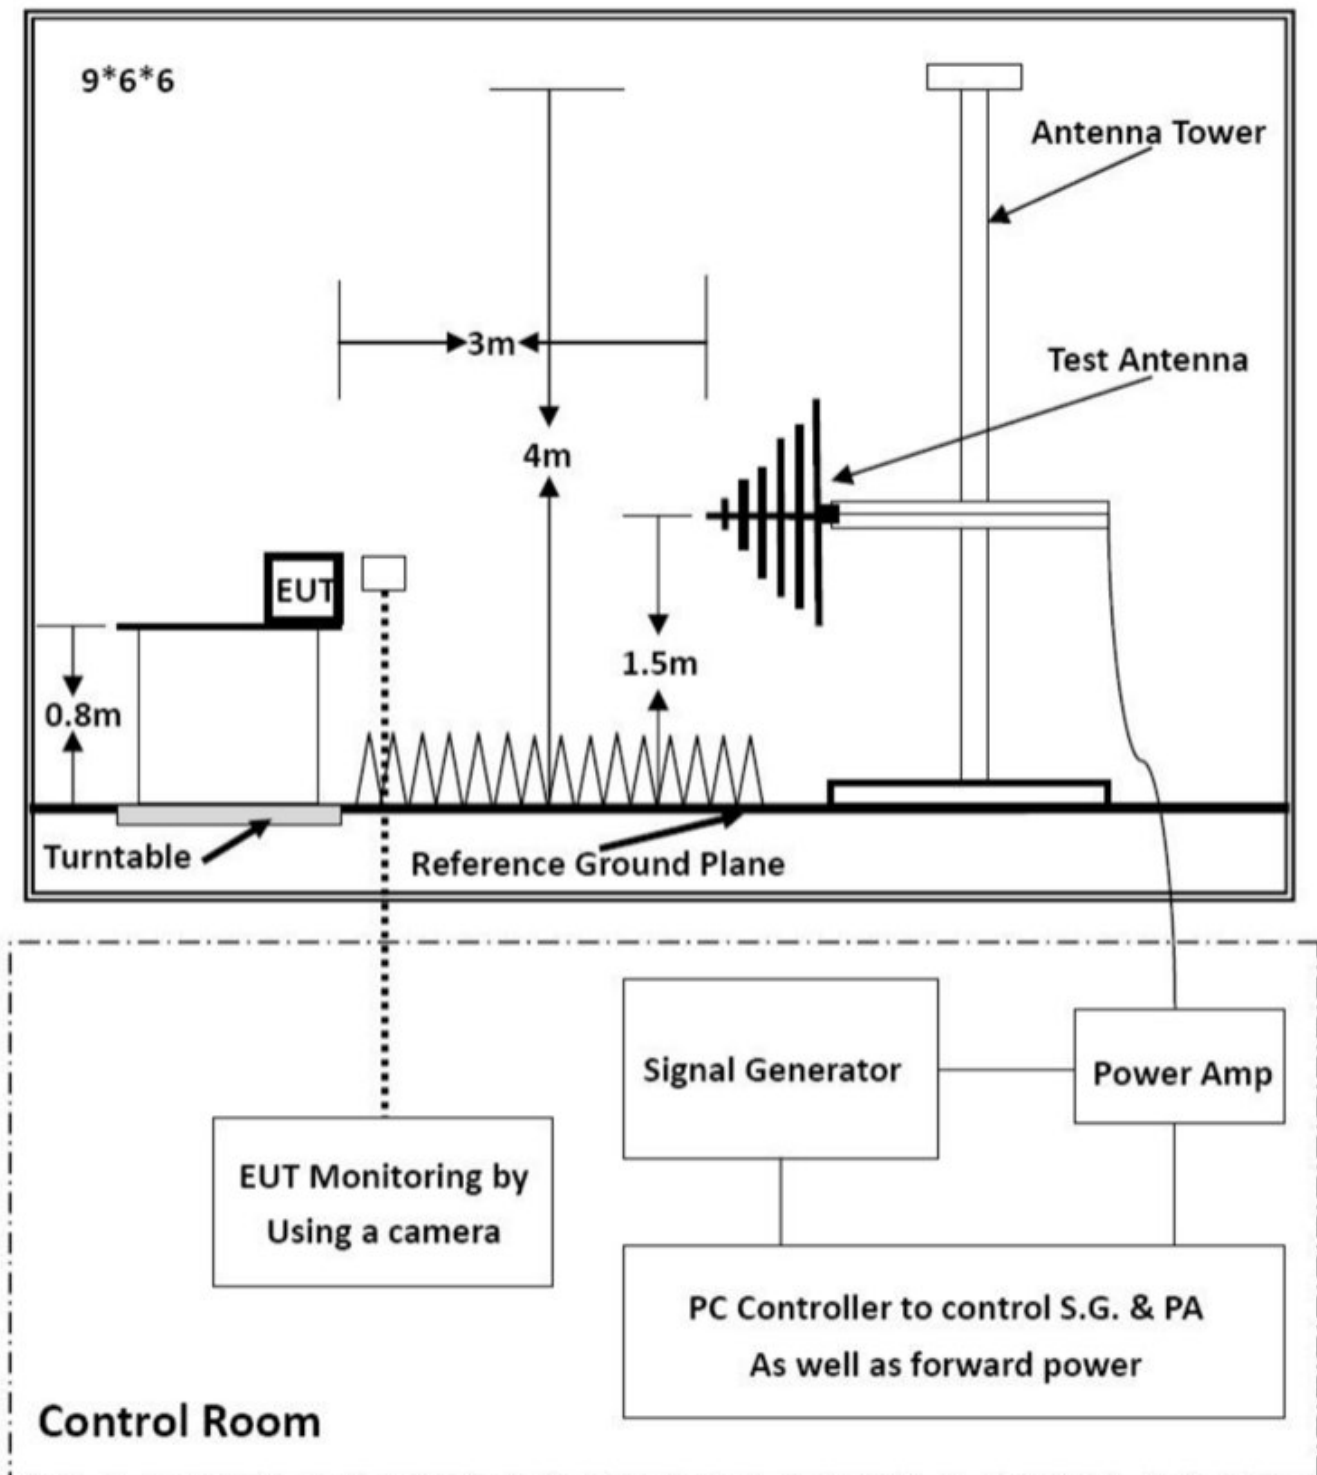 9*6*6
Antenna Tower
3m
Test Antenna
4m
EUT
1.5m
0.8m
Turntable
Reference Ground Plane
Signal Generator
Power Amp
EUT Monitoring by
Using a camera
PC Controller to control S.G. & PA
As well as forward power
Control Room